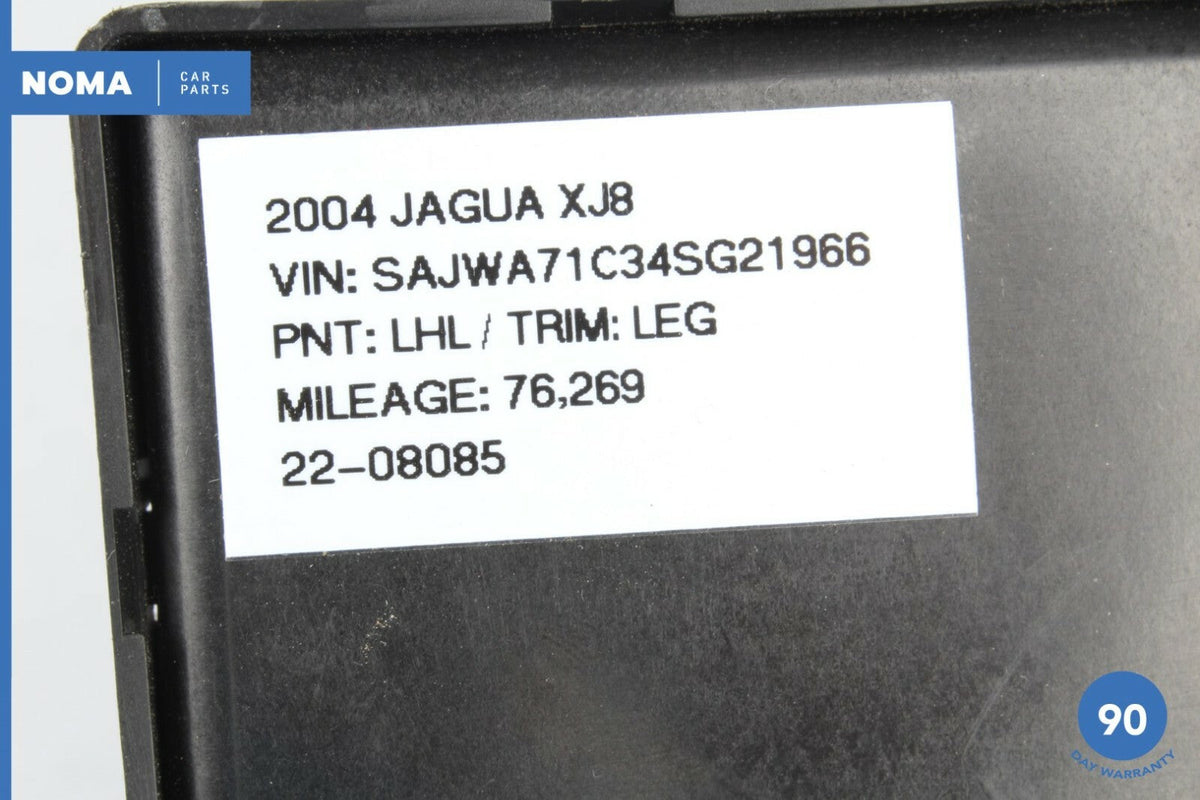 NOMA
CAR
PARTS
2004 JAGUA XJ8
VIN: SAJWA71C34SG21966
PNT: LHL / TRIM: LEG
MILEAGE: 76,269
22-08085
90
DAY WARRANTY